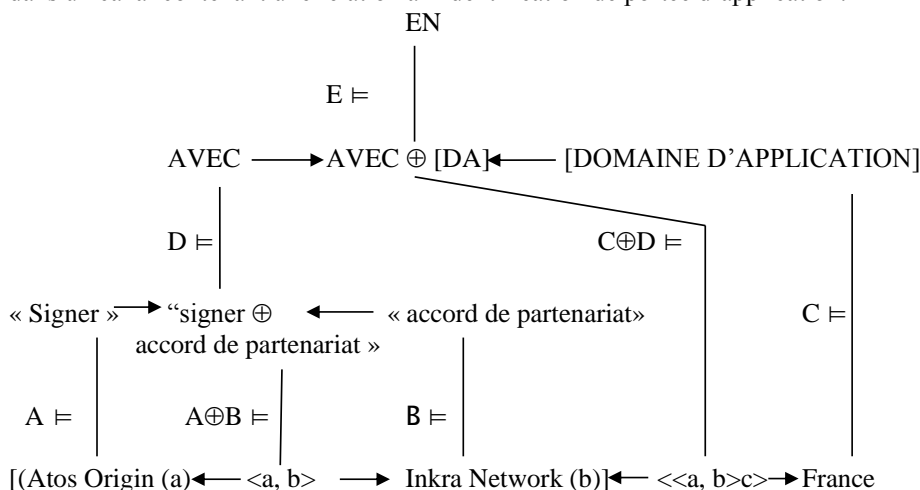 EN
E ⊨
AVEC AVEC ⊕ [DA] [DOMAINE D'APPLICATION]
D ⊨ C⊕D ⊨
« Signer » “signer ⊕ « accord de partenariat» C ⊨
accord de partenariat »
A ⊨ A⊕B ⊨ B ⊨
[(Atos Origin (a) <a, b> Inkra Network (b)] <<a, b>c> France